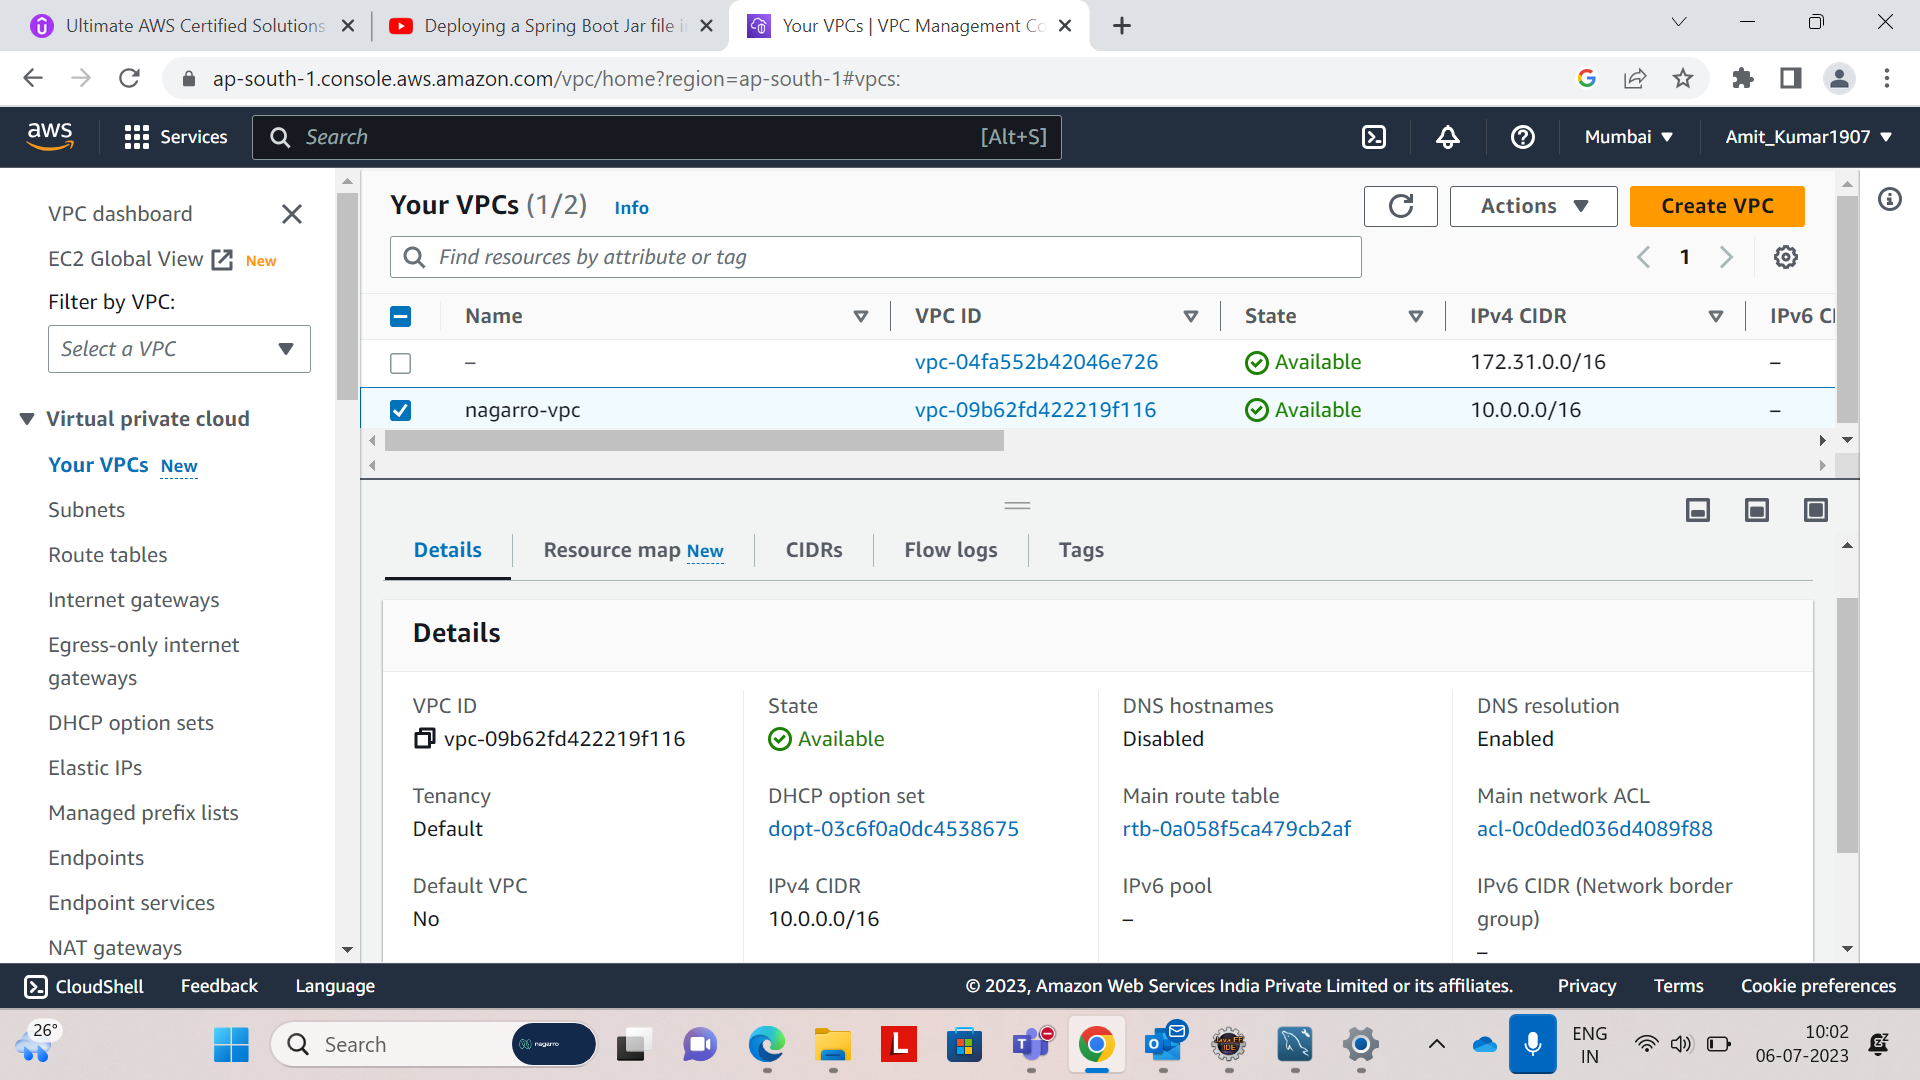 Ultimate AWS Certified Solutions
Deploying a Spring Boot Jar file i
Your VPCs | VPC Management Co
ap-south-1.console.aws.amazon.com/vpc/home?region=ap-south-1#vpcs:
aws
Services
Search
[Alt+S]
Mumbai
Amit_Kumar1907
VPC dashboard
EC2 Global View New
Filter by VPC:
Select a VPC
Virtual private cloud
Your VPCs New
Subnets
Route tables
Internet gateways
Egress-only internet
gateways
DHCP option sets
Elastic IPs
Managed prefix lists
Endpoints
Endpoint services
NAT gateways
Your VPCs (1/2) Info
Actions
Create VPC
Find resources by attribute or tag
1
Name VPC ID State IPv4 CIDR IPv6 CI
– vpc-04fa552b42046e726 Available 172.31.0.0/16 –
nagarro-vpc vpc-09b62fd422219f116 Available 10.0.0.0/16 –
Details Resource map New CIDRs Flow logs Tags
Details
VPC ID
vpc-09b62fd422219f116
State
Available
DNS hostnames
Disabled
DNS resolution
Enabled
Tenancy
Default
DHCP option set
dopt-03c6f0a0dc4538675
Main route table
rtb-0a058f5ca479cb2af
Main network ACL
acl-0c0ded036d4089f88
Default VPC
No
IPv4 CIDR
10.0.0.0/16
IPv6 pool
–
IPv6 CIDR (Network border
group)
–
CloudShell Feedback Language
© 2023, Amazon Web Services India Private Limited or its affiliates. Privacy Terms Cookie preferences
26°
Search
nagarro
L
ENG
IN
10:02
06-07-2023